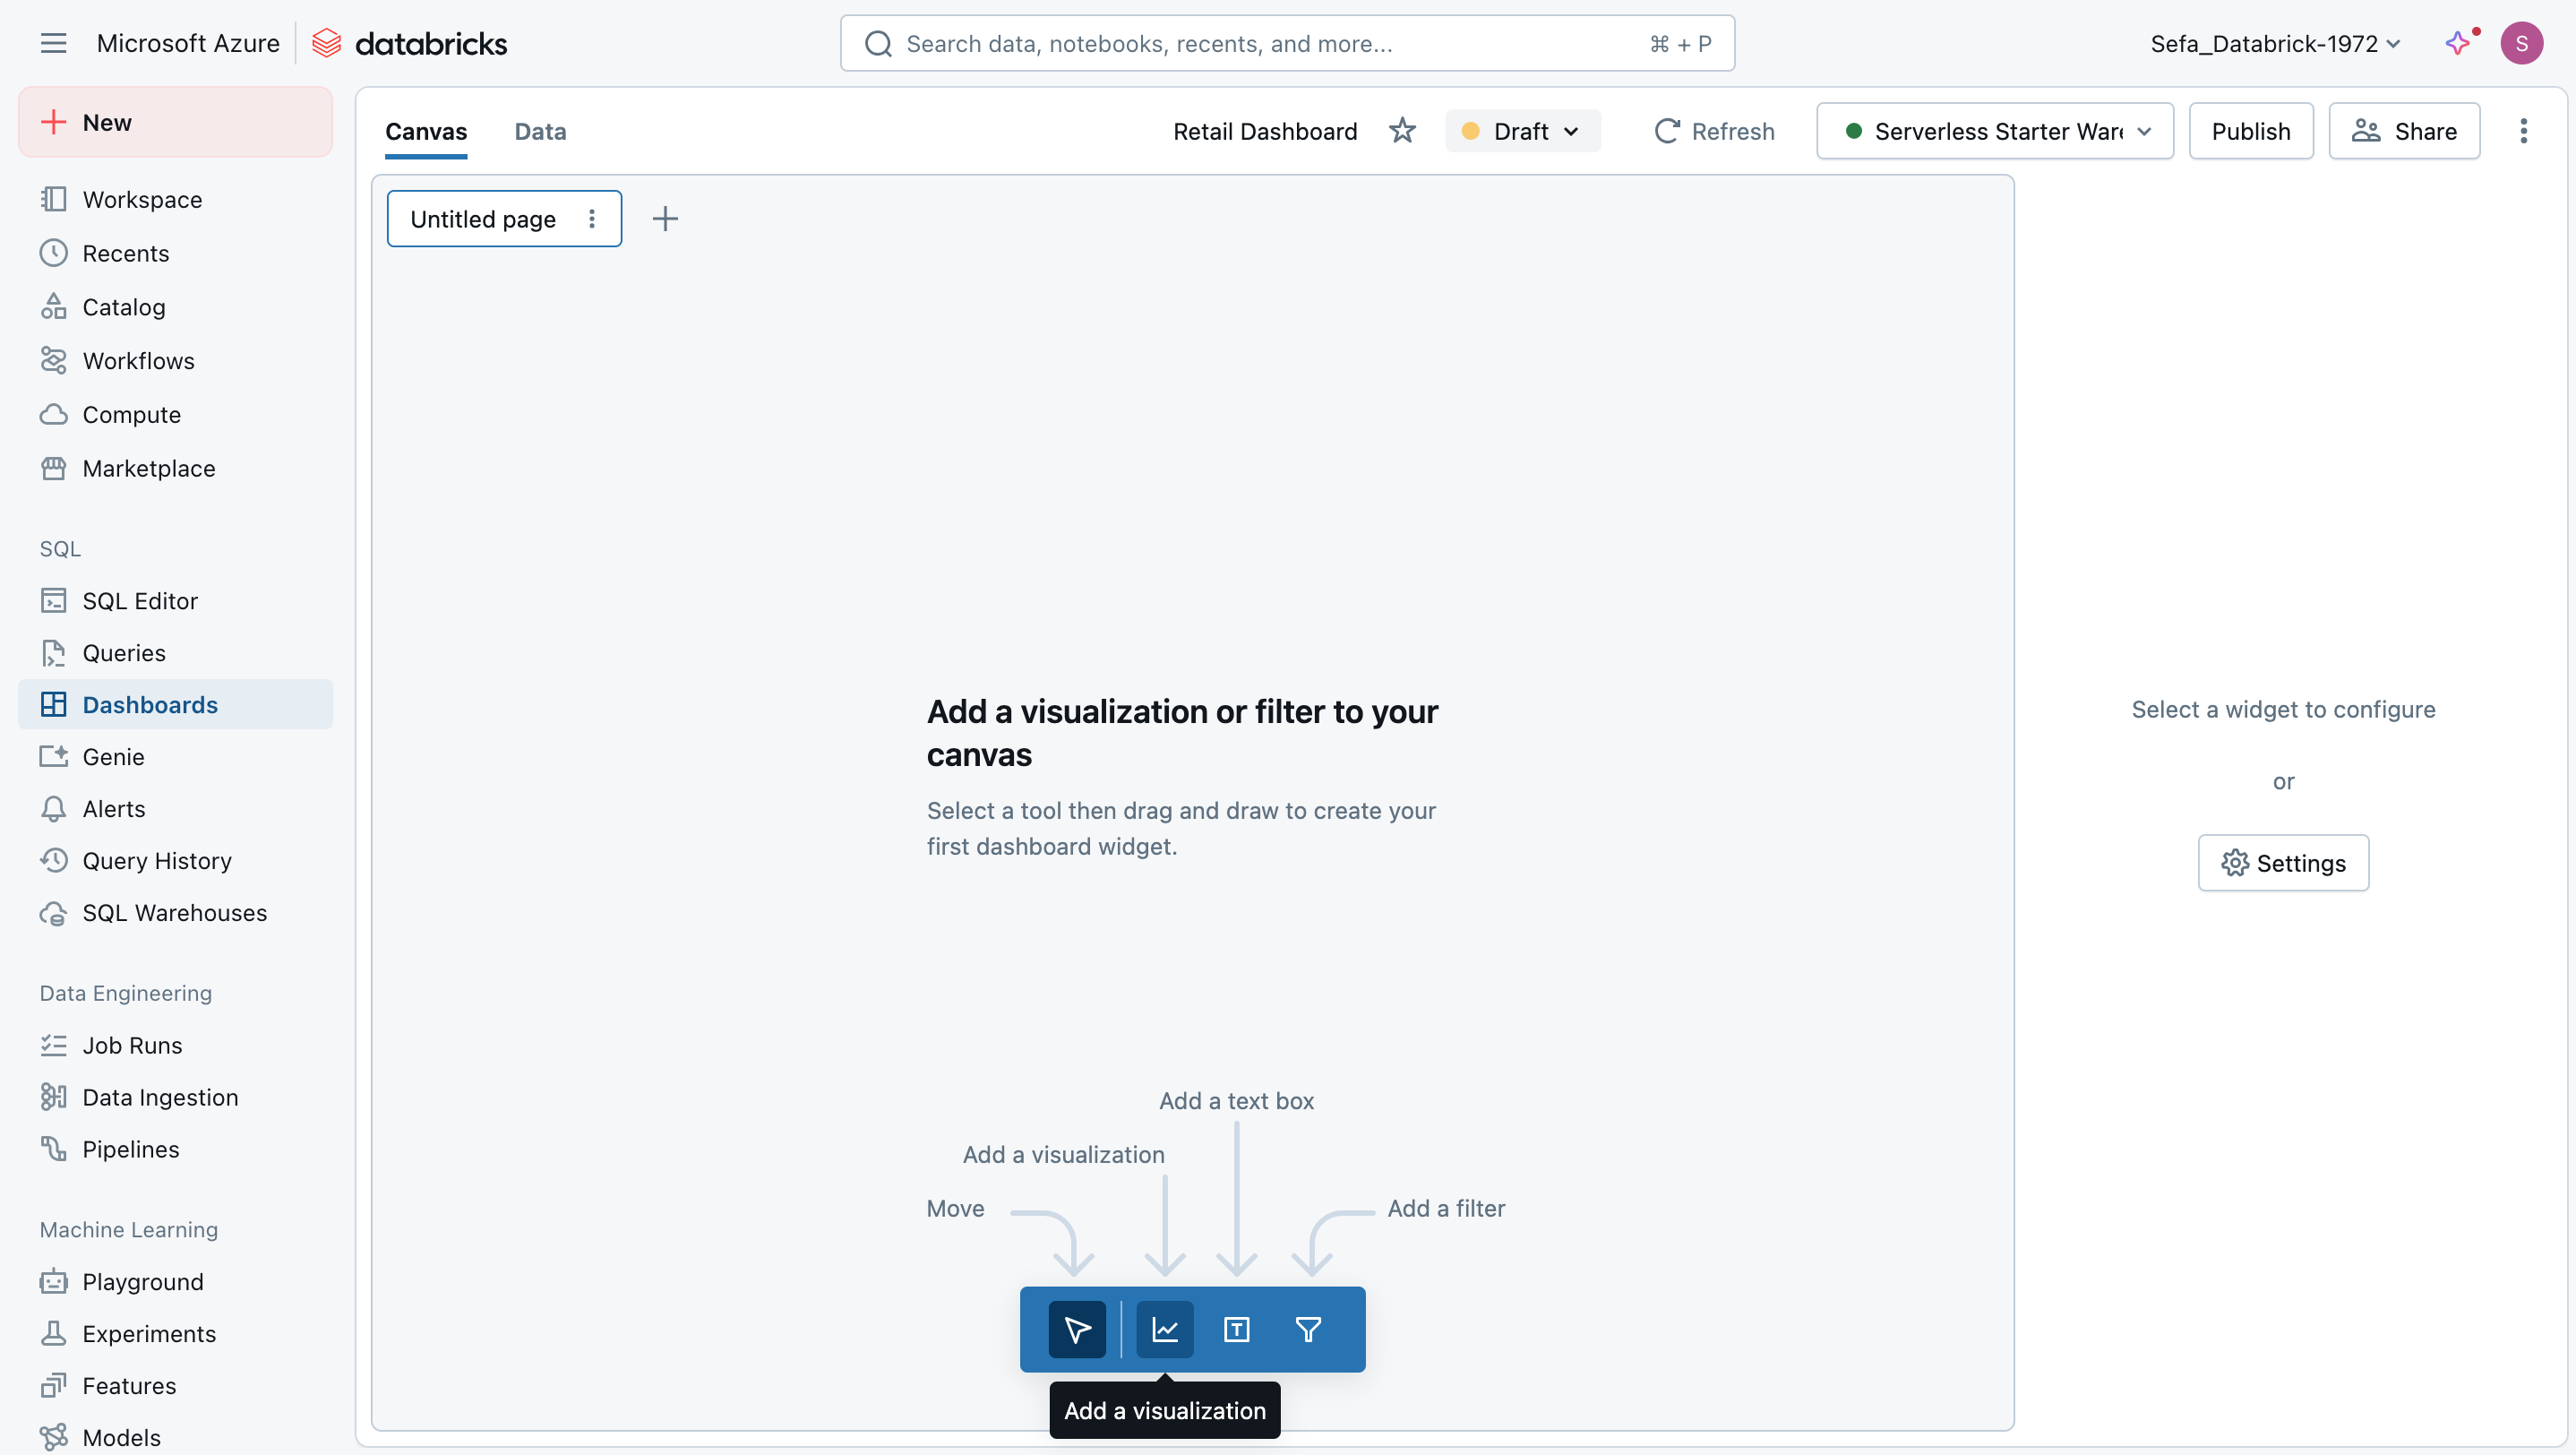 Microsoft Azure
databricks
Search data, notebooks, recents, and more...
⌘ + P
Sefa_Databrick-1972
S
New
Workspace
Recents
Catalog
Workflows
Compute
Marketplace
SQL
SQL Editor
Queries
Dashboards
Genie
Alerts
Query History
SQL Warehouses
Data Engineering
Job Runs
Data Ingestion
Pipelines
Machine Learning
Playground
Experiments
Features
Models
Canvas
Data
Retail Dashboard
Draft
Refresh
Serverless Starter Ware
Publish
Share
Untitled page
Add a visualization or filter to your
canvas
Select a tool then drag and draw to create your
first dashboard widget.
Add a text box
Add a visualization
Move
Add a filter
T
Add a visualization
Select a widget to configure
or
Settings